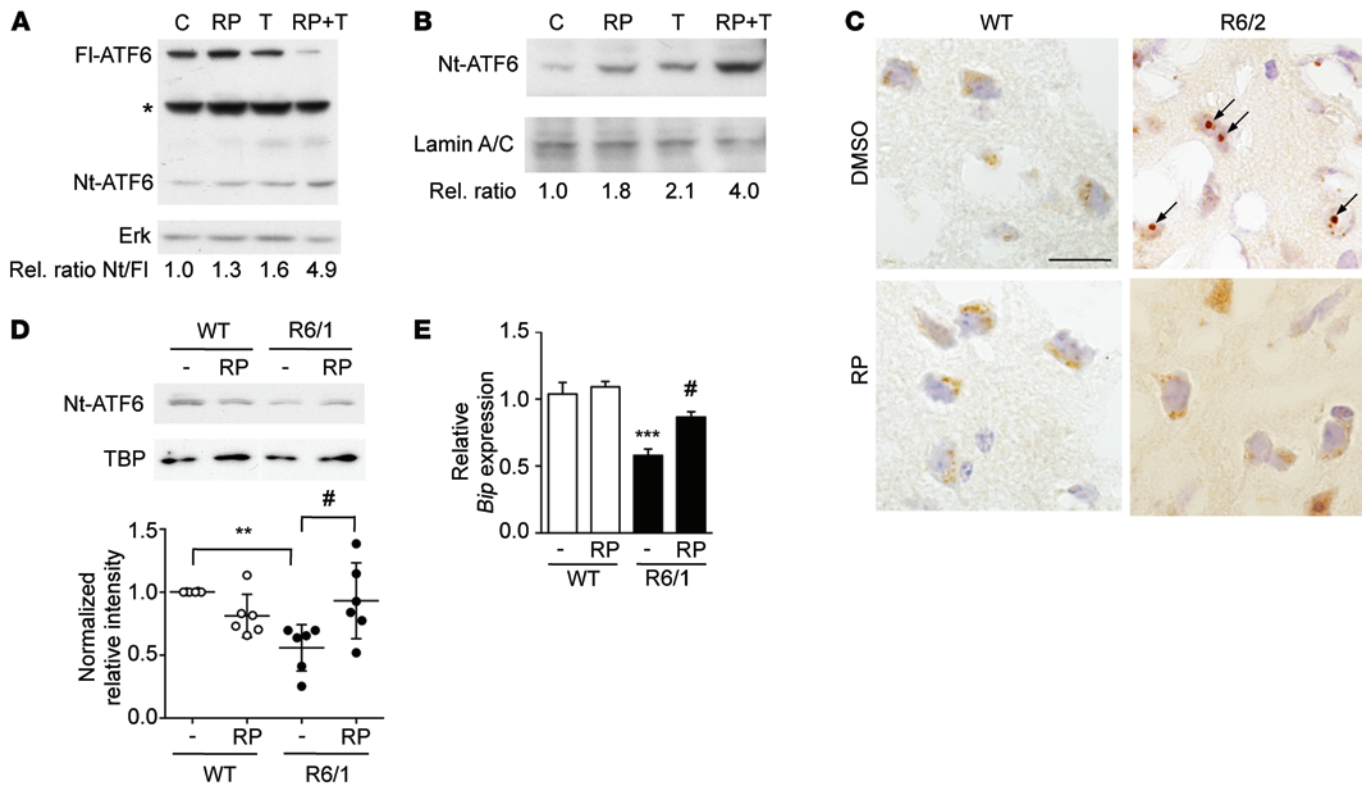 A
C RP T RP+T
Fl-ATF6
*
Nt-ATF6
Erk
Rel. ratio Nt/Fl 1.0 1.3 1.6 4.9
B
C RP T RP+T
Nt-ATF6
Lamin A/C
Rel. ratio 1.0 1.8 2.1 4.0
C
WT R6/2
DMSO
RP
D
WT R6/1
- RP - RP
Nt-ATF6
TBP
Normalized
relative intensity
1.5
1.0
0.5
0.0
**
#
- RP - RP
WT R6/1
E
Relative
Bip expression
1.5
1.0
0.5
0.0
***
#
- RP - RP
WT R6/1